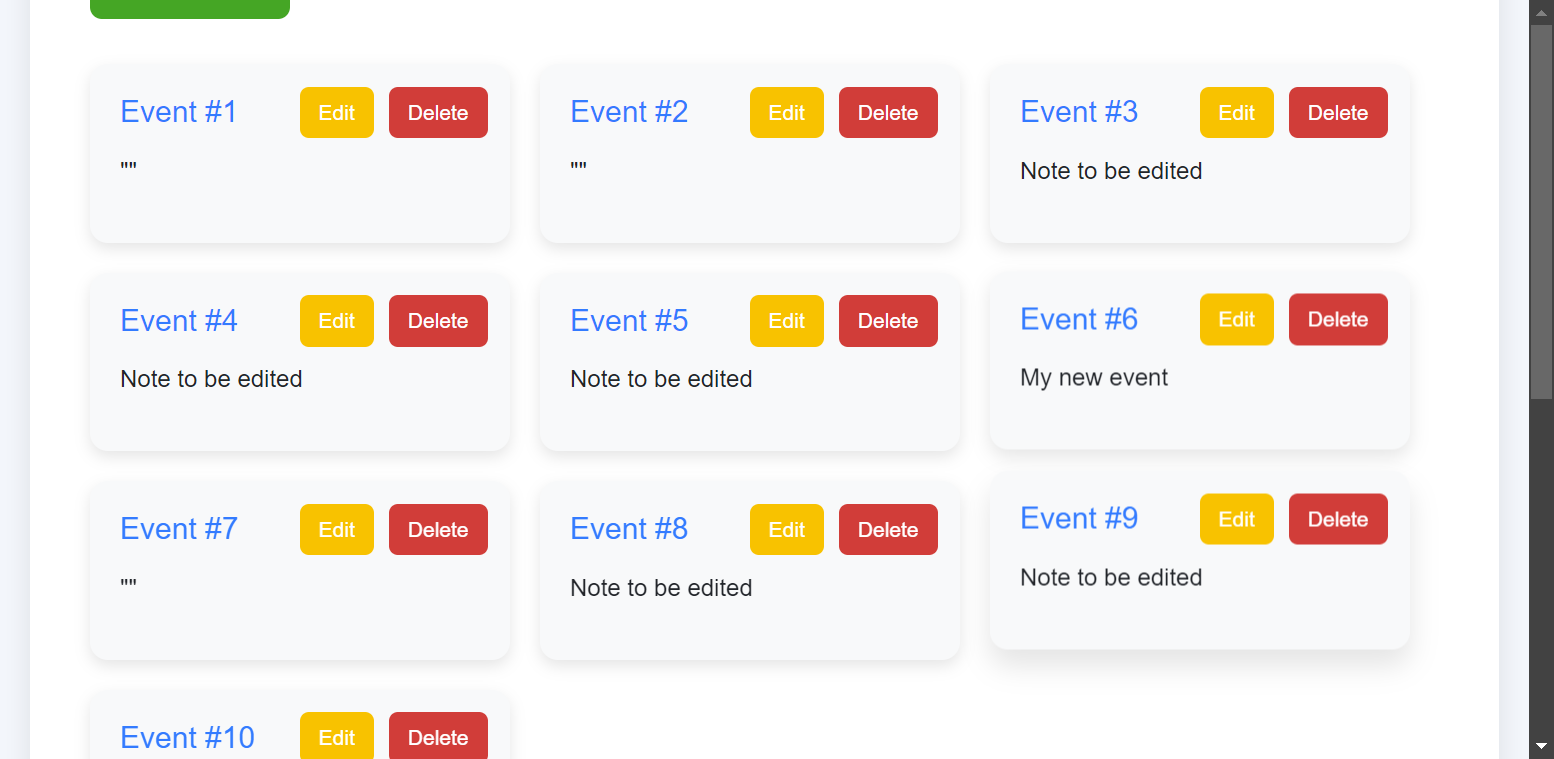 Event #1 Edit Delete
""
Event #2 Edit Delete
""
Event #3 Edit Delete
Note to be edited
Event #4 Edit Delete
Note to be edited
Event #5 Edit Delete
Note to be edited
Event #6 Edit Delete
My new event
Event #7 Edit Delete
""
Event #8 Edit Delete
Note to be edited
Event #9 Edit Delete
Note to be edited
Event #10 Edit Delete